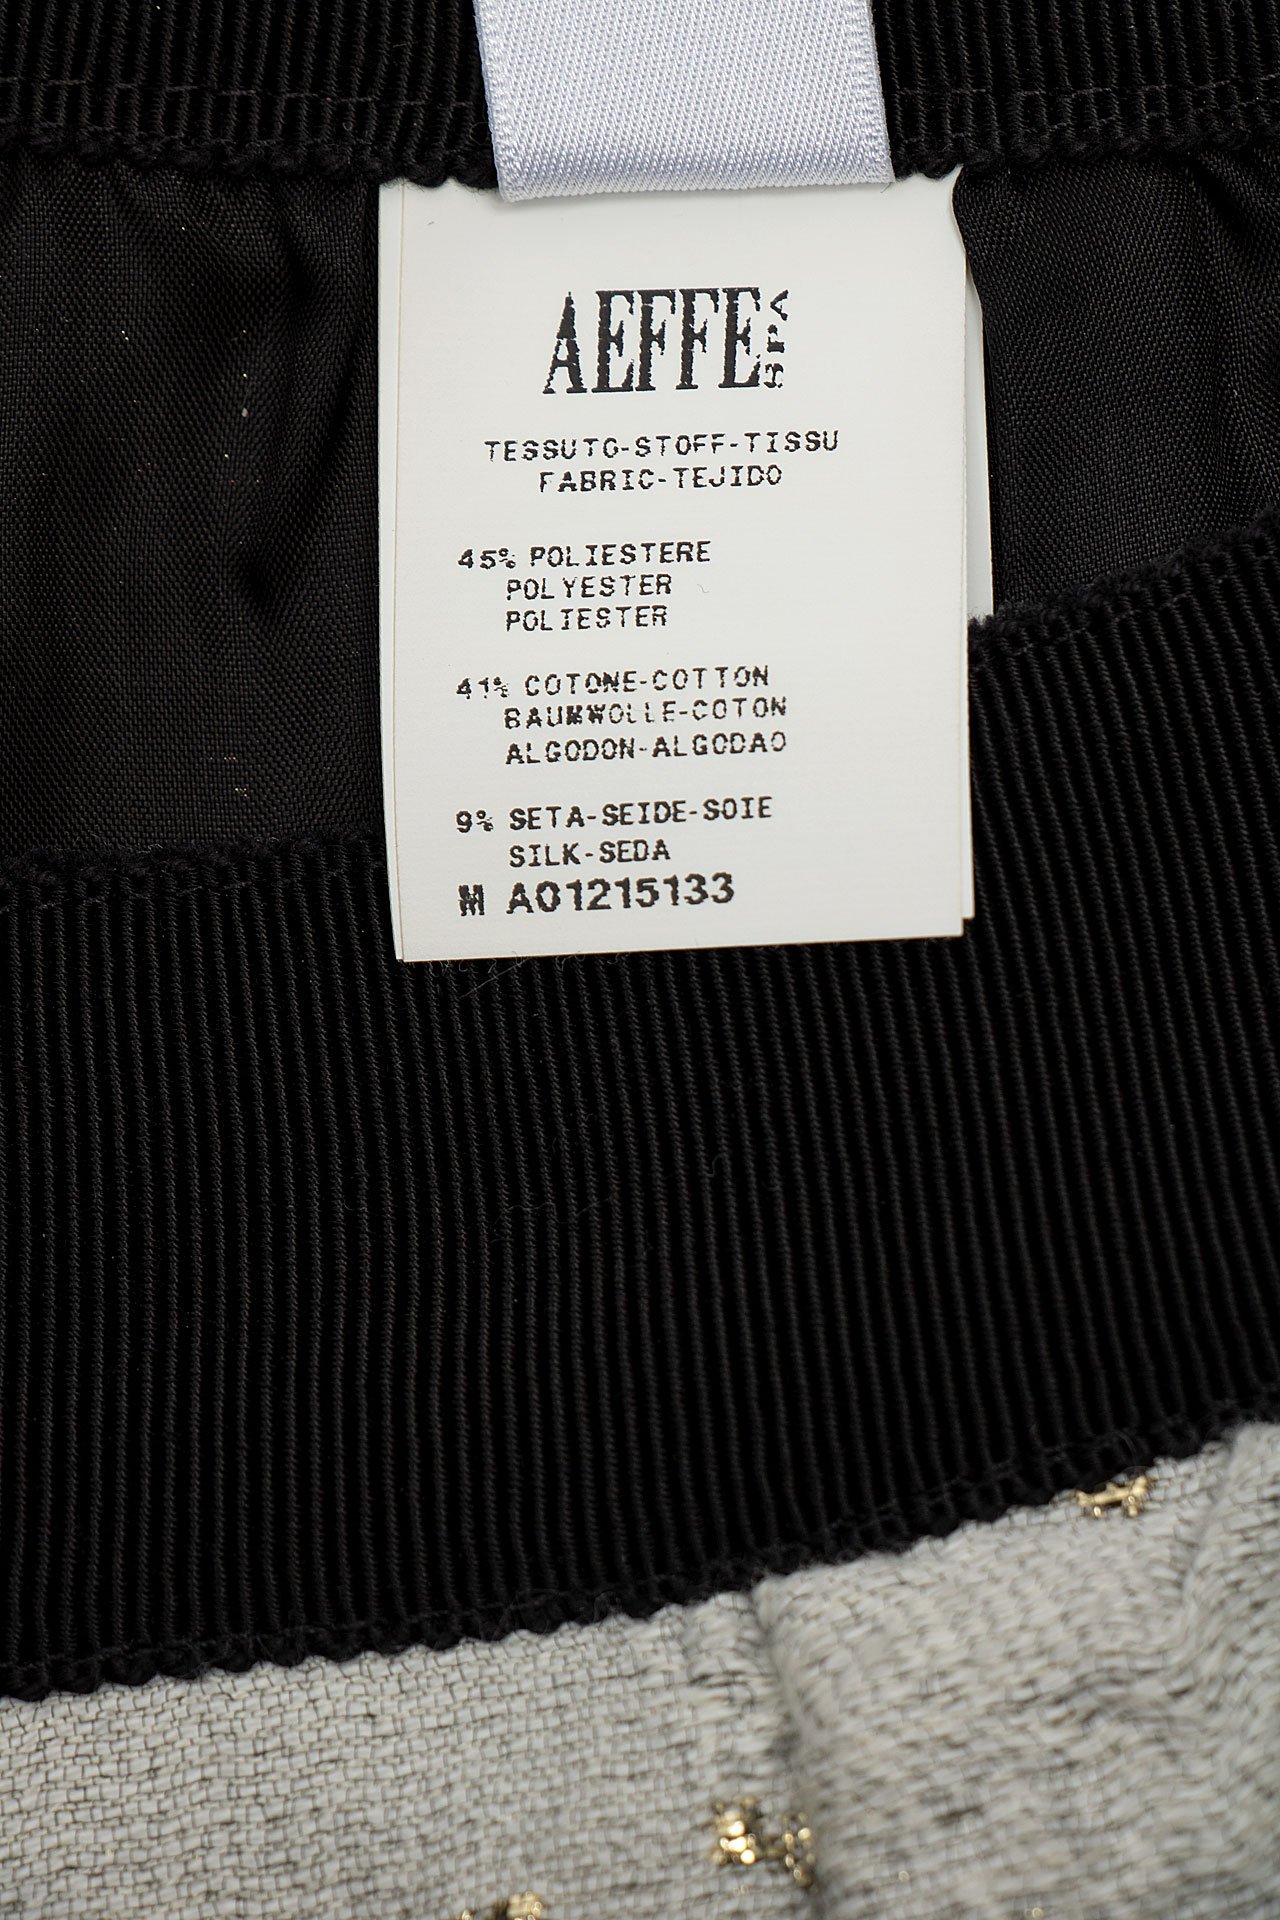 AEFFE SPA
TESSUTO-STOFF-TISSU
FABRIC-TEJIDO
45% POLIESTERE
POLYESTER
POLIESTER
41% COTONE-COTTON
BAUMWOLLE-COTON
ALGODON-ALGODAO
9% SETA-SEIDE-SOIE
SILK-SEDA
M A01215133